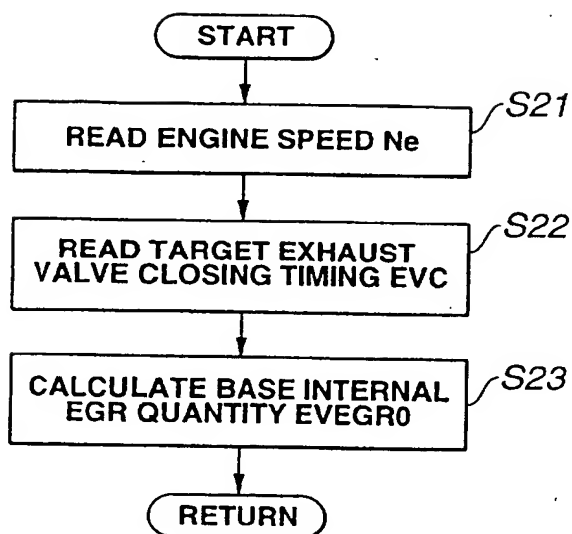 START
READ ENGINE SPEED Ne
S21
READ TARGET EXHAUST
VALVE CLOSING TIMING EVC
S22
CALCULATE BASE INTERNAL
EGR QUANTITY EVEGR0
S23
RETURN